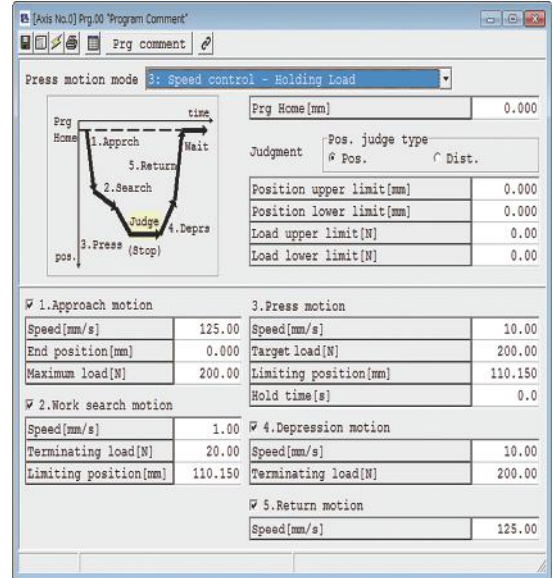 [Axis No.0] Prg.00 "Program Comment"
Prg comment
Press motion mode 3: Speed control - Holding Load
Prg Home
time
1.Apprch
Wait
5.Return
2.Search
Judge
4.Deprs
3.Press
(Stop)
pos.
Prg Home[mm] 0.000
Judgment
Pos. judge type
Pos. Dist.
Position upper limit[mm] 0.000
Position lower limit[mm] 0.000
Load upper limit[N] 0.00
Load lower limit[N] 0.00
1.Approach motion
Speed[mm/s] 125.00
End position[mm] 0.000
Maximum load[N] 200.00
2.Work search motion
Speed[mm/s] 1.00
Terminating load[N] 20.00
Limiting position[mm] 110.150
3.Press motion
Speed[mm/s] 10.00
Target load[N] 200.00
Limiting position[mm] 110.150
Hold time[s] 0.0
4.Depression motion
Speed[mm/s] 10.00
Terminating load[N] 200.00
5.Return motion
Speed[mm/s] 125.00